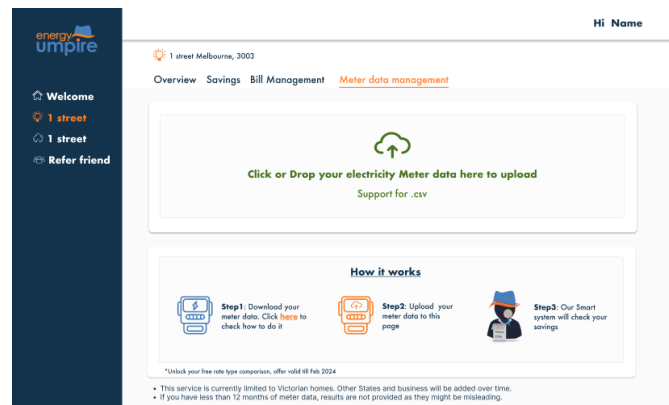 Hi Name
energy
umpire
1 street Melbourne, 3003
Overview Savings Bill Management Meter data management
Welcome
1 street
1 street
Refer friend
Click or Drop your electricity Meter data here to upload
Support for .csv
How it works
Step1: Download your
meter data. Click here to
check how to do it
Step2: Upload your
meter data to this
page
Step3: Our Smart
system will check your
savings
*Unlock your free rate type comparison, offer valid till Feb 2024
• This service is currently limited to Victorian homes. Other States and business will be added over time.
• If you have less than 12 months of meter data, results are not provided as they might be misleading.